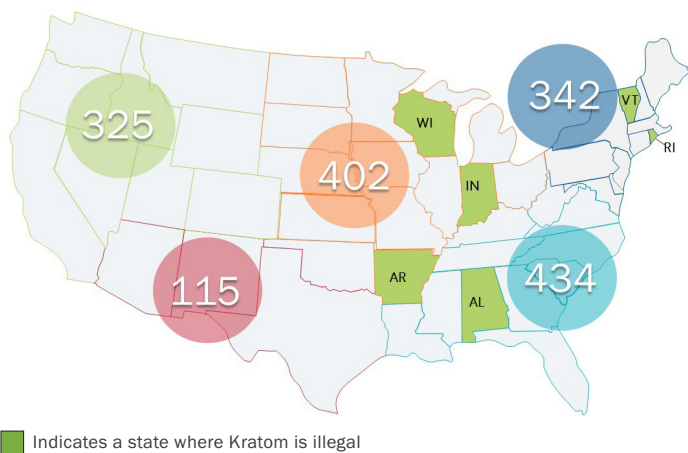 342
VT
325
WI
RI
402
IN
434
115
AR
AL
Indicates a state where Kratom is illegal